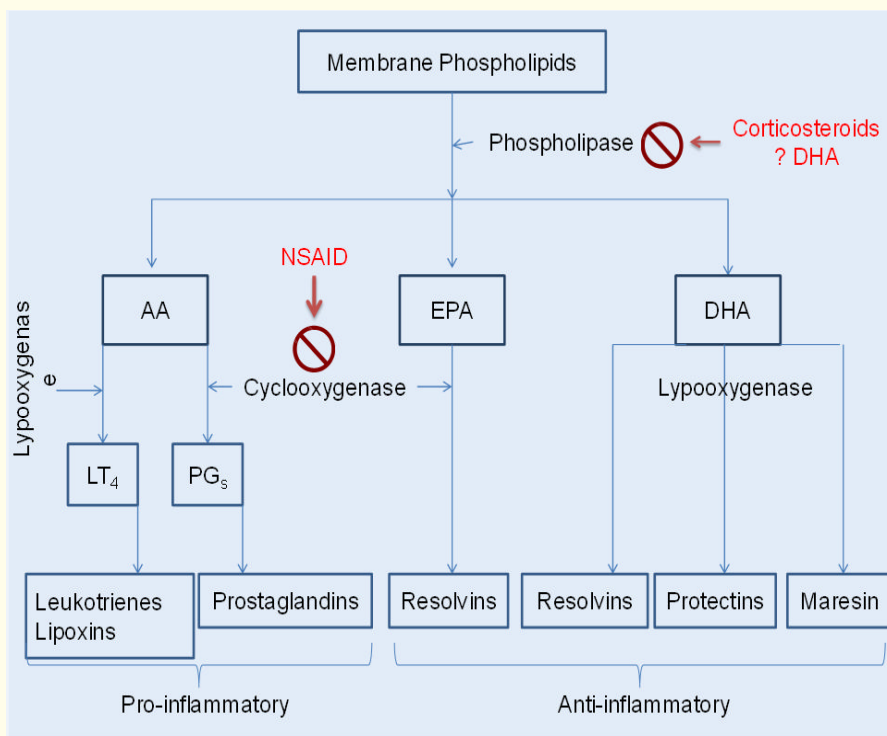 Membrane Phospholipids
Phospholipase
Corticosteroids
? DHA
NSAID
AA
EPA
DHA
Lypooxygenas
e
Cyclooxygenase
Lypooxygenase
LT4
PGs
Leukotrienes
Lipoxins
Prostaglandins
Resolvins
Resolvins
Protectins
Maresin
Pro-inflammatory
Anti-inflammatory